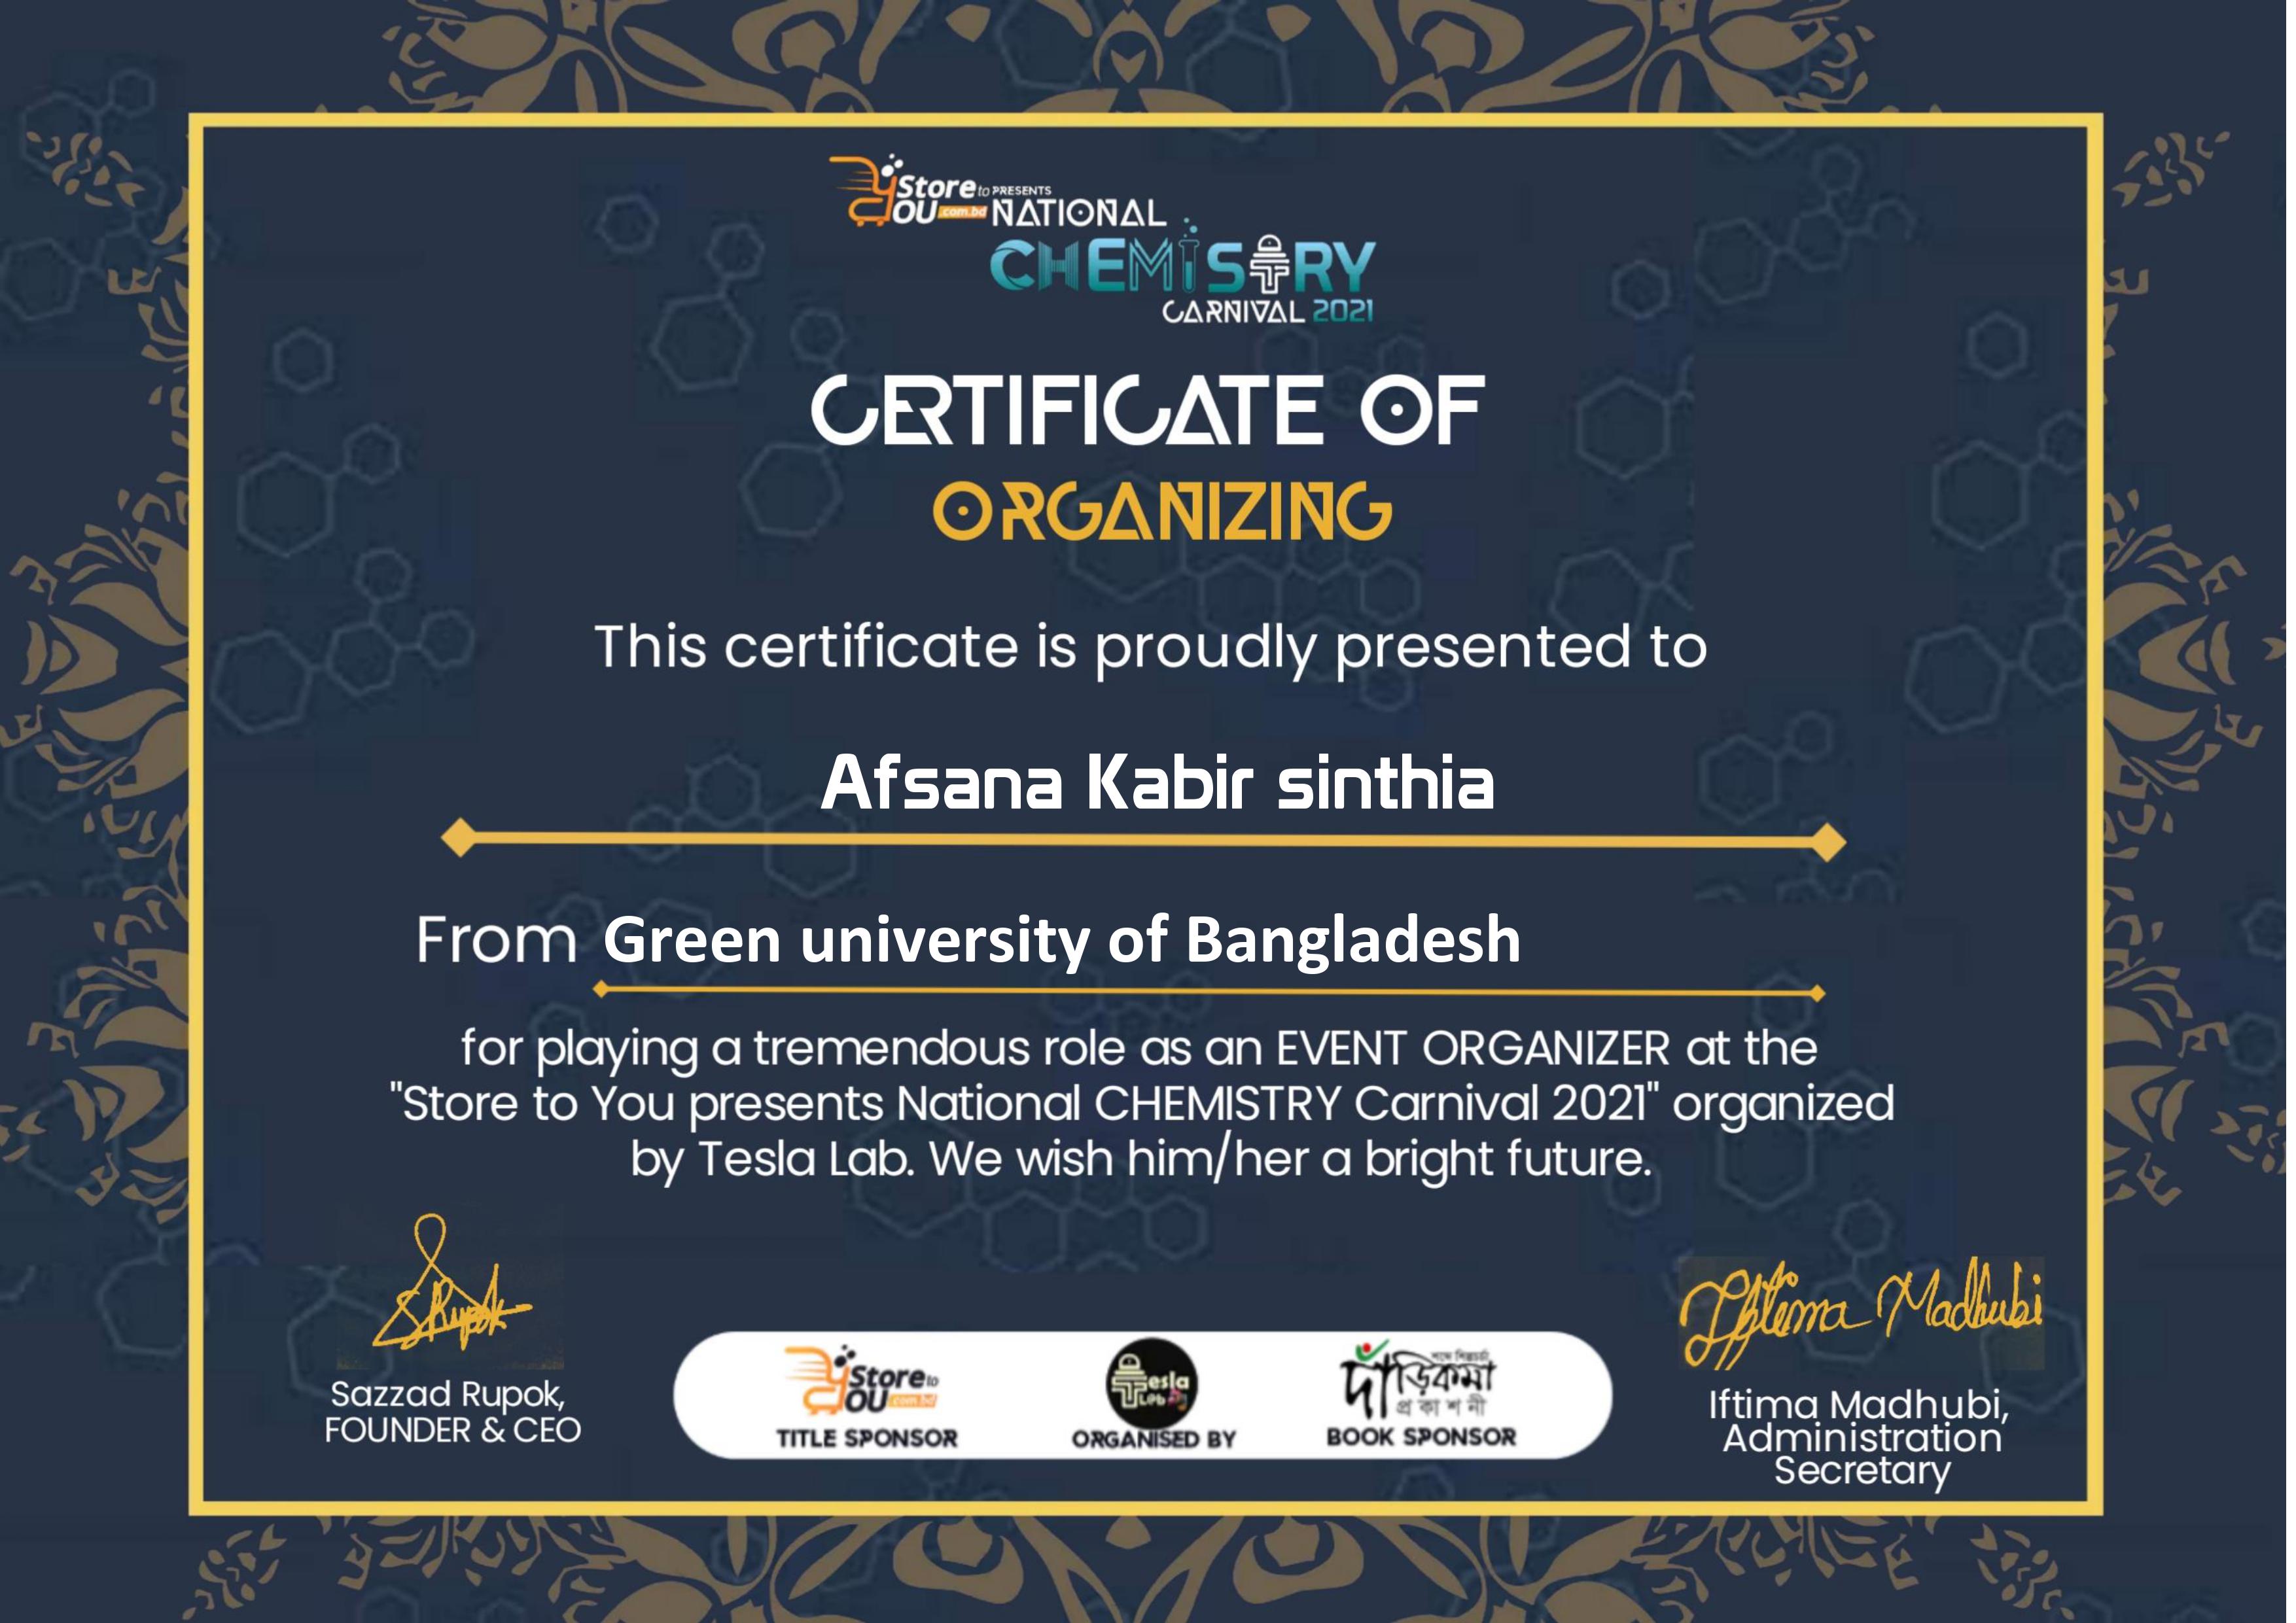 Store to PRESENTS
YOU .com.bd NATIONAL
CHEMISTRY
CARNIVAL 2021
CERTIFICATE OF
ORGANIZING
This certificate is proudly presented to
Afsana Kabir sinthia
From Green university of Bangladesh
for playing a tremendous role as an EVENT ORGANIZER at the
"Store to You presents National CHEMISTRY Carnival 2021" organized
by Tesla Lab. We wish him/her a bright future.
SRupok
Iftima Madhubi
Sazzad Rupok,
FOUNDER & CEO
Iftima Madhubi,
Administration
Secretary
Store to
YOU .com.bd
TITLE SPONSOR
Tesla
Lab
ORGANISED BY
দাঁড়িকমা
প্রকাশনী
BOOK SPONSOR